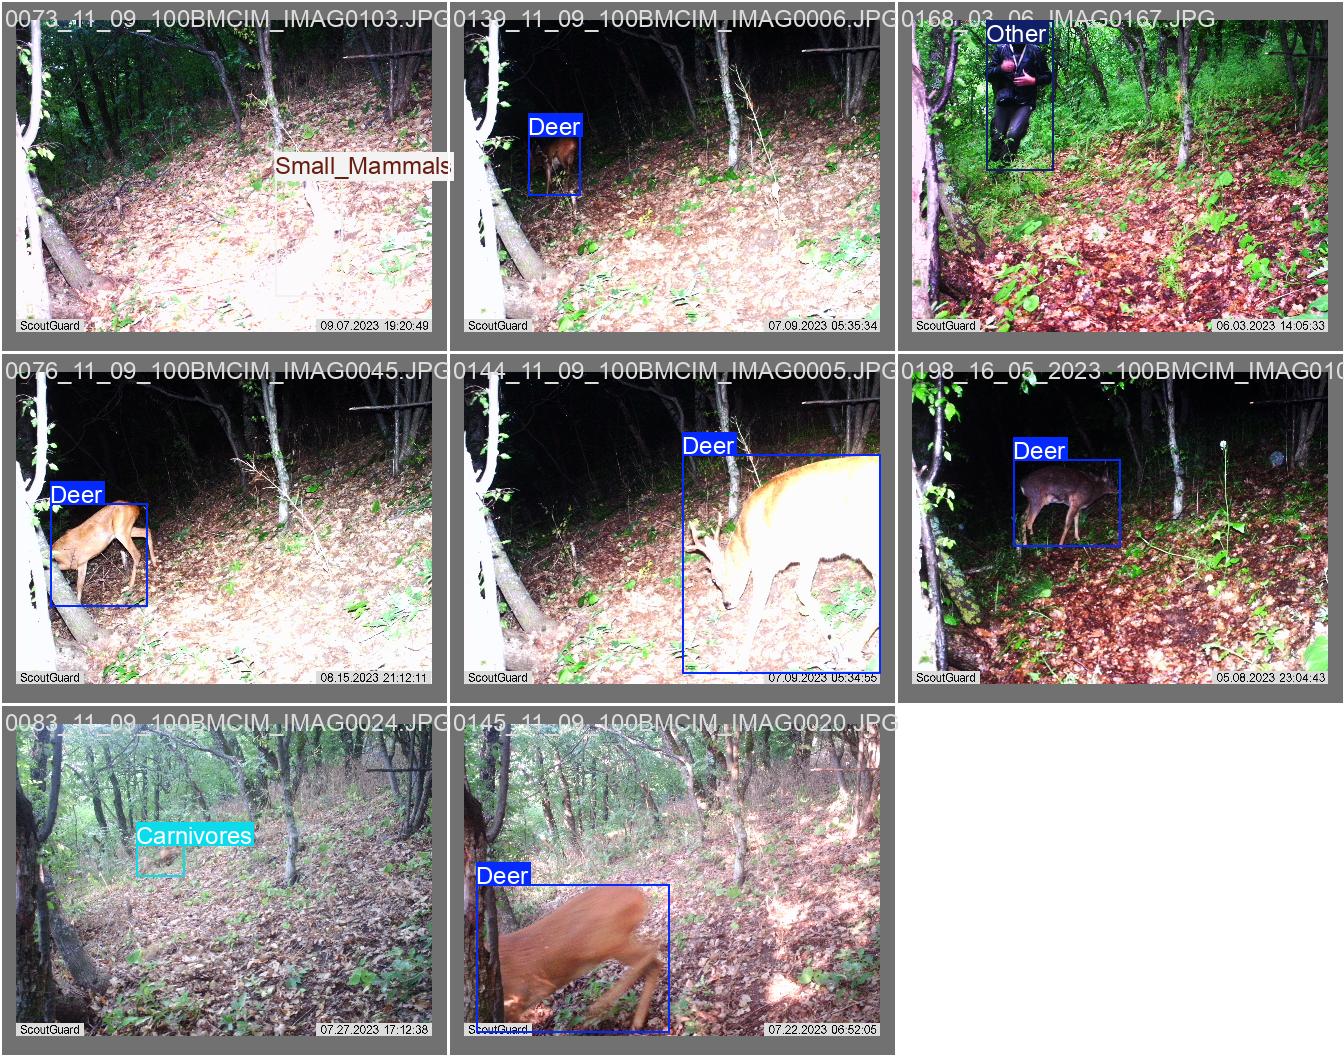 0073_11_09_100BMCIM_IMAG0103.JPG
Small_Mammals
ScoutGuard 09.07.2023 19:20:49
0139_11_09_100BMCIM_IMAG0006.JPG
Deer
ScoutGuard 07.09.2023 05:35:34
0168_03_06_IMAG0167.JPG
Other
ScoutGuard 06.03.2023 14:05:33
0076_11_09_100BMCIM_IMAG0045.JPG
Deer
ScoutGuard 08.15.2023 21:12:11
0144_11_09_100BMCIM_IMAG0005.JPG
Deer
ScoutGuard 07.09.2023 05:34:55
0198_16_05_2023_100BMCIM_IMAG010
Deer
ScoutGuard 05.08.2023 23:04:43
0083_11_09_100BMCIM_IMAG0024.JPG
Carnivores
ScoutGuard 07.27.2023 17:12:38
0145_11_09_100BMCIM_IMAG0020.JPG
Deer
ScoutGuard 07.22.2023 06:52:05